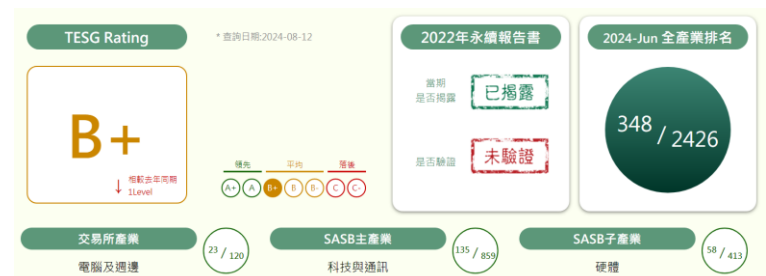 TESG Rating
* 查詢日期:2024-08-12
B+
↓ 相較去年同期
1Level
領先 平均 落後
A+ A B+ B B- C C-
2022年永續報告書
當期
是否揭露
已揭露
是否驗證
未驗證
2024-Jun 全產業排名
348 / 2426
交易所產業
電腦及週邊
23 / 120
SASB主產業
科技與通訊
135 / 859
SASB子產業
硬體
58 / 413